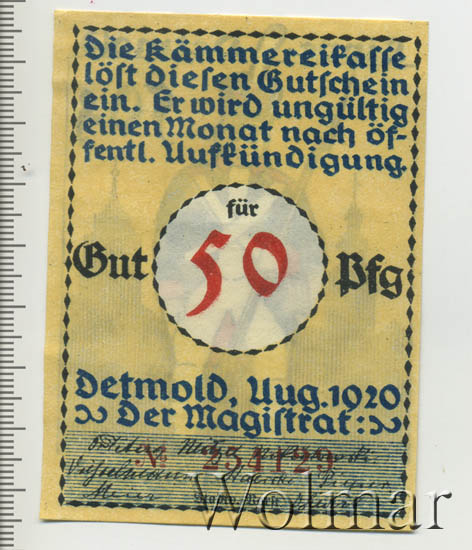 Die Kämmereikasse
löst diesen Gutschein
ein. Er wird ungültig
einen Monat nach öf-
fentl. Aufkündigung.
für
Gut 50 Pfg
Detmold, Aug. 1920
Der Magistrat:
№ 234129
Wolmar